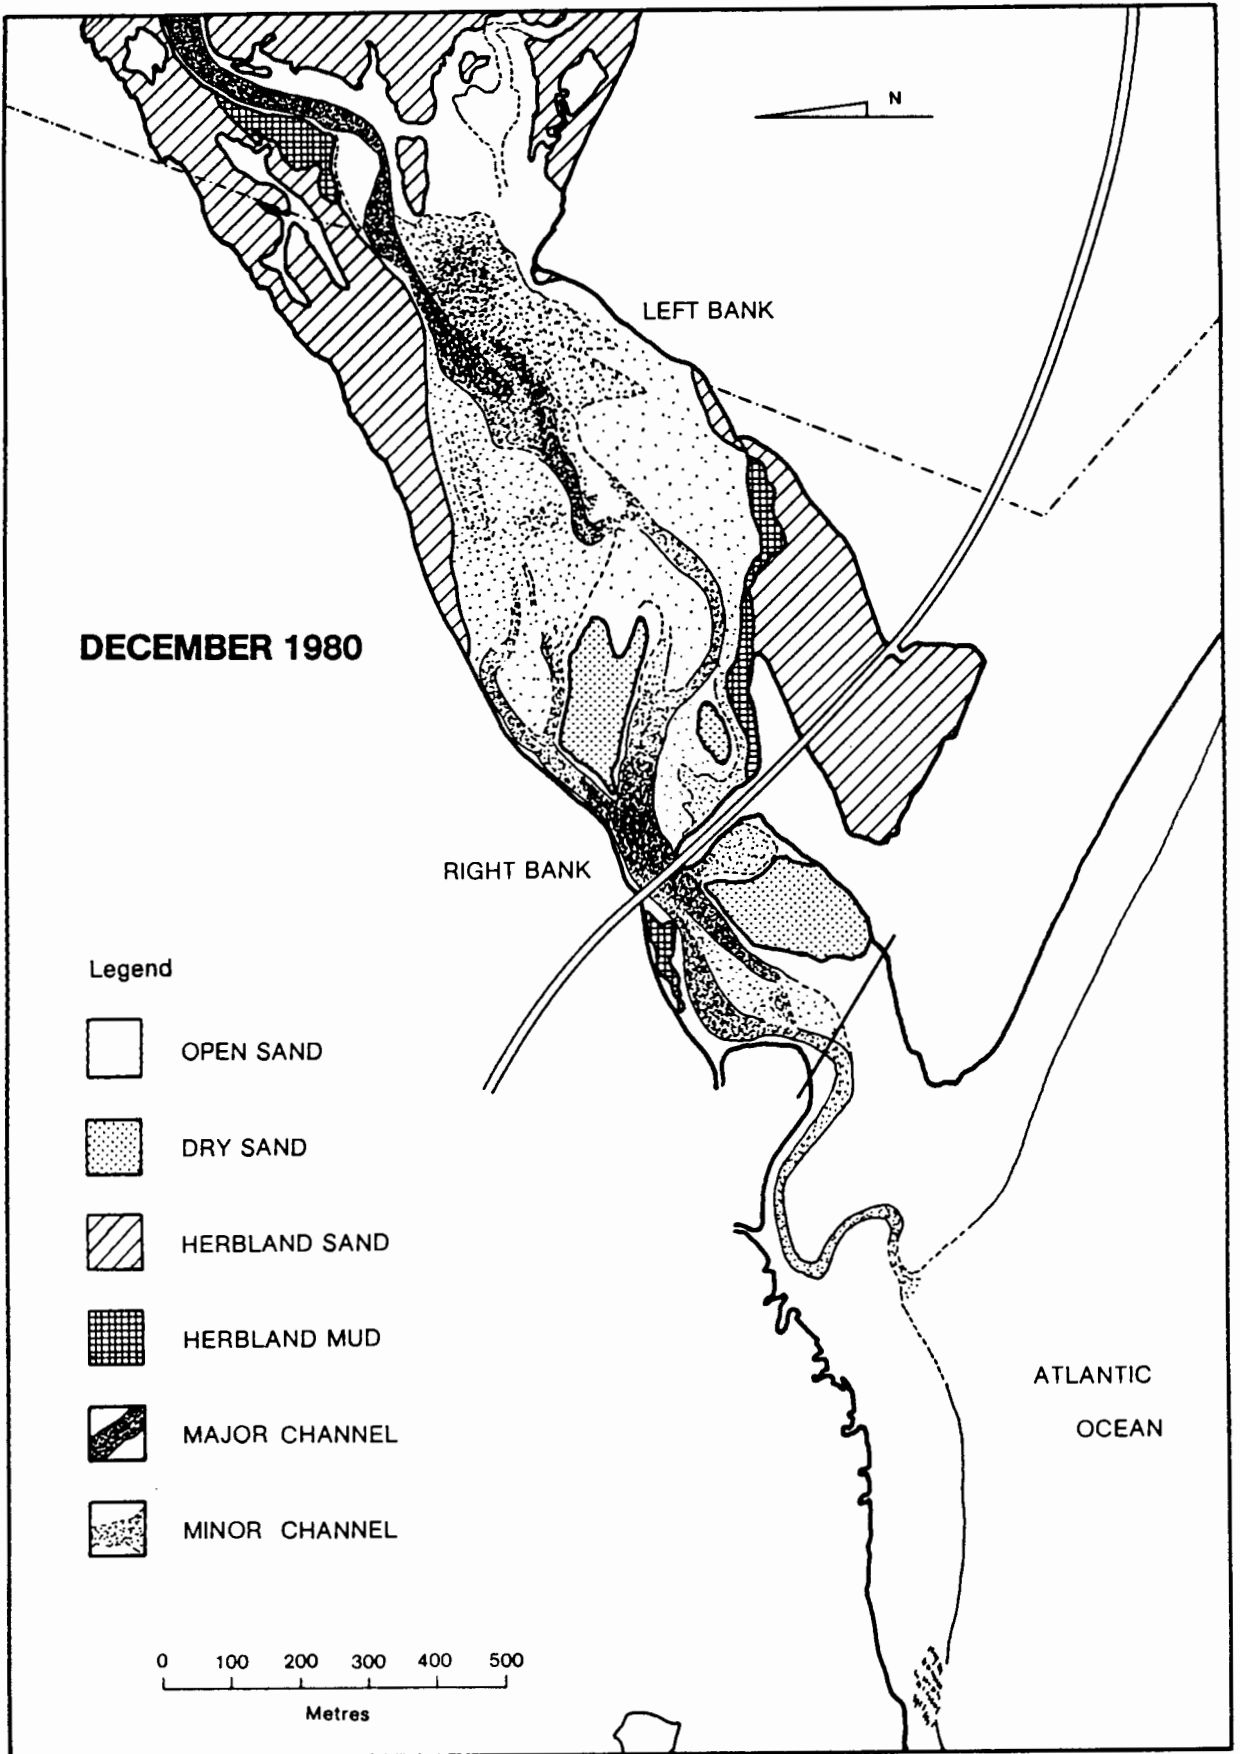 N
LEFT BANK
DECEMBER 1980
RIGHT BANK
Legend
OPEN SAND
DRY SAND
HERBLAND SAND
HERBLAND MUD
MAJOR CHANNEL
MINOR CHANNEL
ATLANTIC
OCEAN
0 100 200 300 400 500
Metres